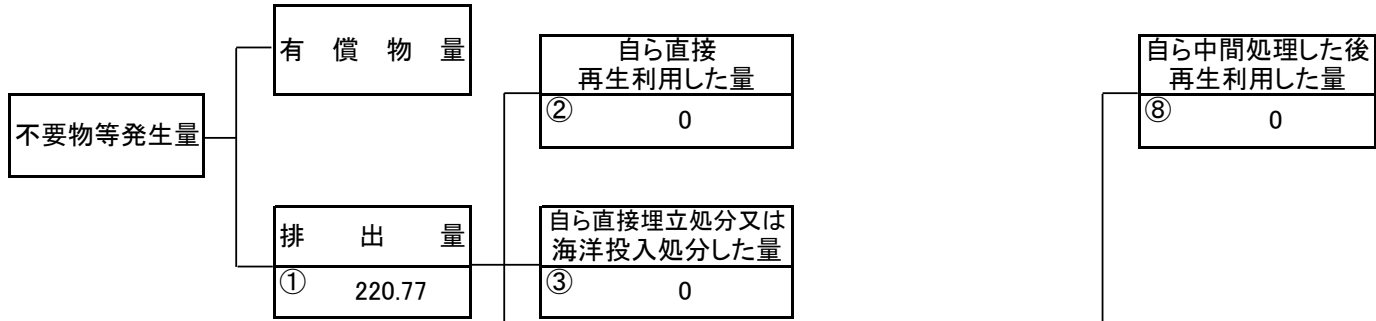 有償物量
自ら直接
再生利用した量
②
0
自ら中間処理した後
再生利用した量
⑧
0
不要物等発生量
排出量
①
220.77
自ら直接埋立処分又は
海洋投入処分した量
③
0